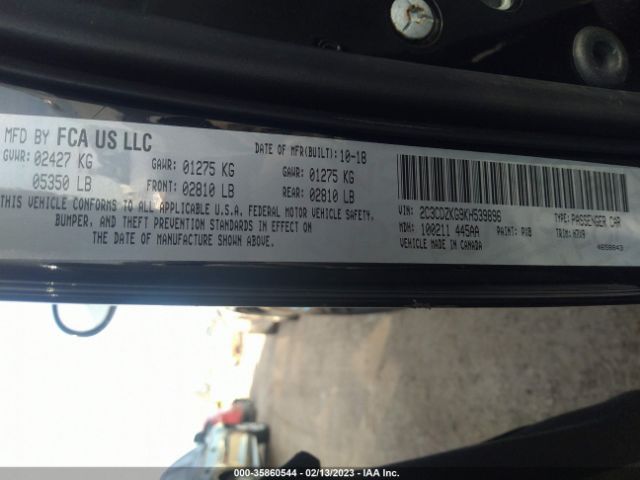 MFD BY FCA US LLC
DATE OF MFR(BUILT): 10-18
GVWR: 02427 KG
GAWR: 01275 KG
GAWR: 01275 KG
05350 LB
FRONT: 02810 LB
REAR: 02810 LB
THIS VEHICLE CONFORMS TO ALL APPLICABLE U.S.A. FEDERAL MOTOR VEHICLE SAFETY,
BUMPER, AND THEFT PREVENTION STANDARDS IN EFFECT
ON THE DATE OF MANUFACTURE SHOWN ABOVE.
VIN: 2C3CDZKG9KH539896
TYPE: PASSENGER CAR
MDH: 100211 445AA
PAINT: PUB
TRIM:
VEHICLE MADE IN CANADA
000-35860544 - 02/13/2023 - IAA Inc.